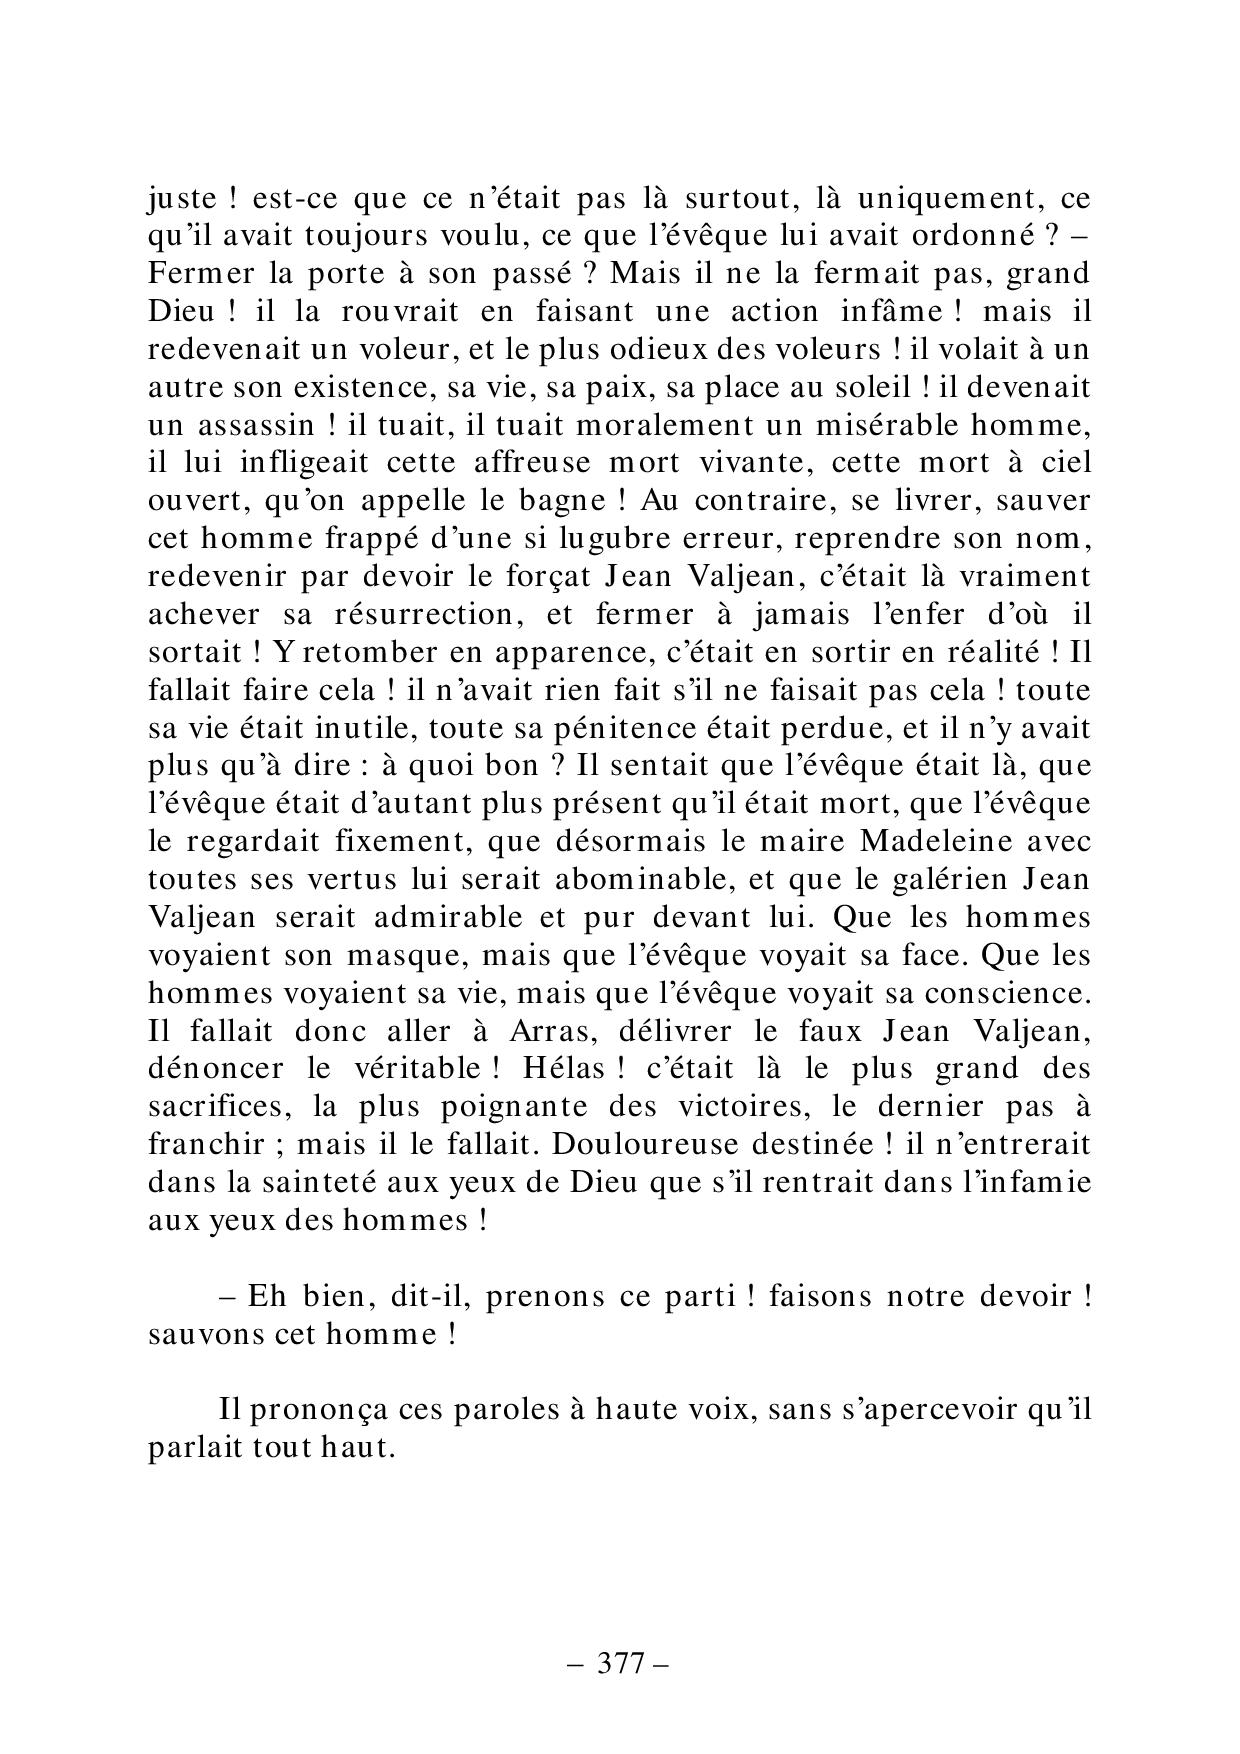 juste ! est-ce que ce n’était pas là surtout, là uniquement, ce
qu’il avait toujours voulu, ce que l’évêque lui avait ordonné ? –
Fermer la porte à son passé ? Mais il ne la fermait pas, grand
Dieu ! il la rouvrait en faisant une action infâme ! mais il
redevenait un voleur, et le plus odieux des voleurs ! il volait à un
autre son existence, sa vie, sa paix, sa place au soleil ! il devenait
un assassin ! il tuait, il tuait moralement un misérable homme,
il lui infligeait cette affreuse mort vivante, cette mort à ciel
ouvert, qu’on appelle le bagne ! Au contraire, se livrer, sauver
cet homme frappé d’une si lugubre erreur, reprendre son nom,
redevenir par devoir le forçat Jean Valjean, c’était là vraiment
achever sa résurrection, et fermer à jamais l’enfer d’où il
sortait ! Y retomber en apparence, c’était en sortir en réalité ! Il
fallait faire cela ! il n’avait rien fait s’il ne faisait pas cela ! toute
sa vie était inutile, toute sa pénitence était perdue, et il n’y avait
plus qu’à dire : à quoi bon ? Il sentait que l’évêque était là, que
l’évêque était d’autant plus présent qu’il était mort, que l’évêque
le regardait fixement, que désormais le maire Madeleine avec
toutes ses vertus lui serait abominable, et que le galérien Jean
Valjean serait admirable et pur devant lui. Que les hommes
voyaient son masque, mais que l’évêque voyait sa face. Que les
hommes voyaient sa vie, mais que l’évêque voyait sa conscience.
Il fallait donc aller à Arras, délivrer le faux Jean Valjean,
dénoncer le véritable ! Hélas ! c’était là le plus grand des
sacrifices, la plus poignante des victoires, le dernier pas à
franchir ; mais il le fallait. Douloureuse destinée ! il n’entrerait
dans la sainteté aux yeux de Dieu que s’il rentrait dans l’infamie
aux yeux des hommes !
– Eh bien, dit-il, prenons ce parti ! faisons notre devoir !
sauvons cet homme !
Il prononça ces paroles à haute voix, sans s’apercevoir qu’il
parlait tout haut.
– 377 –